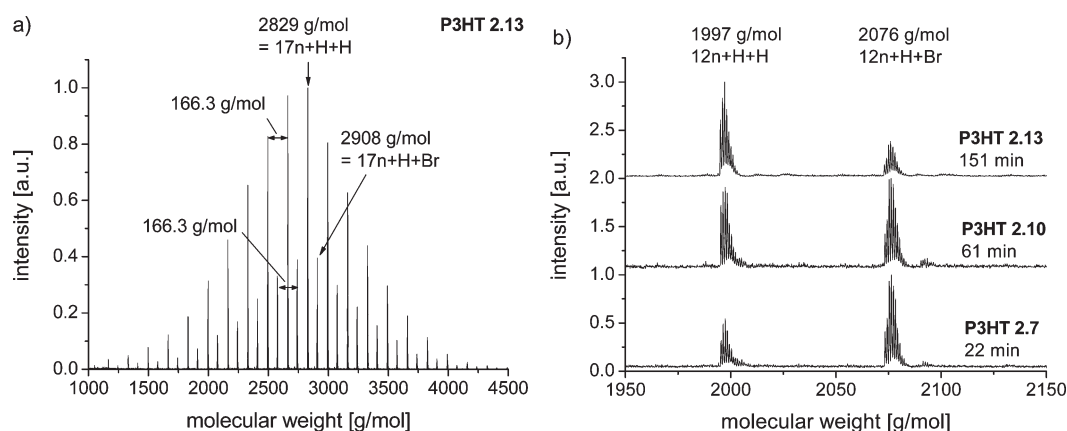 a)
2829 g/mol
= 17n+H+H
P3HT 2.13
166.3 g/mol
2908 g/mol
= 17n+H+Br
166.3 g/mol
intensity [a.u.]
1.0
0.8
0.6
0.4
0.2
0.0
1000 1500 2000 2500 3000 3500 4000 4500
molecular weight [g/mol]
b)
1997 g/mol
12n+H+H
2076 g/mol
12n+H+Br
P3HT 2.13
151 min
P3HT 2.10
61 min
P3HT 2.7
22 min
intensity [a.u.]
3.0
2.5
2.0
1.5
1.0
0.5
0.0
1950 2000 2050 2100 2150
molecular weight [g/mol]